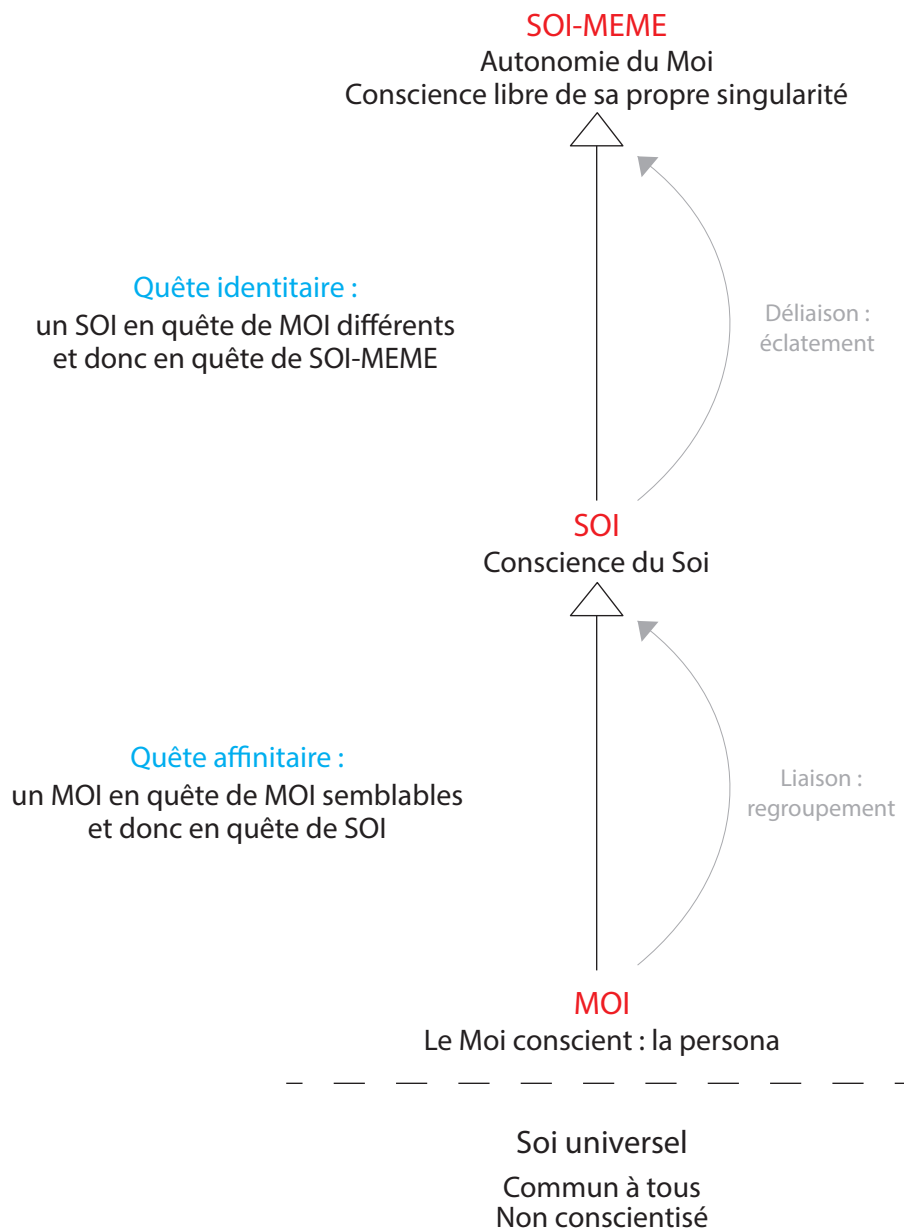 SOI-MEME
Autonomie du Moi
Conscience libre de sa propre singularité
Quête identitaire :
un SOI en quête de MOI différents
et donc en quête de SOI-MEME
Déliaison :
éclatement
SOI
Conscience du Soi
Quête affinitaire :
un MOI en quête de MOI semblables
et donc en quête de SOI
Liaison :
regroupement
MOI
Le Moi conscient : la persona
Soi universel
Commun à tous
Non conscientisé